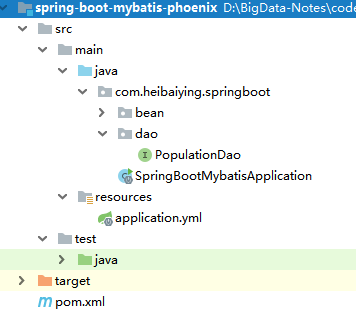 spring-boot-mybatis-phoenix D:\BigData-Notes\code
src
main
java
com.heibaiying.springboot
bean
dao
PopulationDao
SpringBootMybatisApplication
resources
application.yml
test
java
target
pom.xml